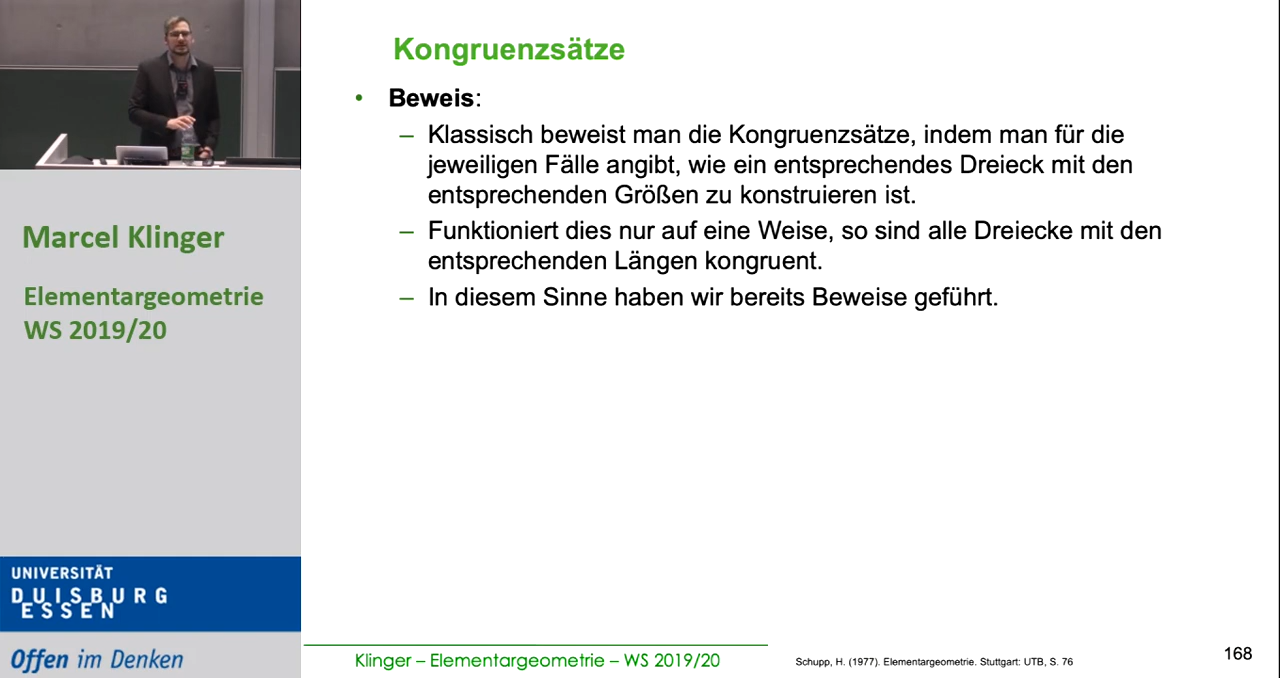 Marcel Klinger
Elementargeometrie
WS 2019/20
UNIVERSITÄT
DUISBURG
ESSEN
Offen im Denken
Kongruenzsätze
• Beweis:
– Klassisch beweist man die Kongruenzsätze, indem man für die
jeweiligen Fälle angibt, wie ein entsprechendes Dreieck mit den
entsprechenden Größen zu konstruieren ist.
– Funktioniert dies nur auf eine Weise, so sind alle Dreiecke mit den
entsprechenden Längen kongruent.
– In diesem Sinne haben wir bereits Beweise geführt.
Klinger – Elementargeometrie – WS 2019/20
Schupp, H. (1977). Elementargeometrie. Stuttgart: UTB, S. 76
168